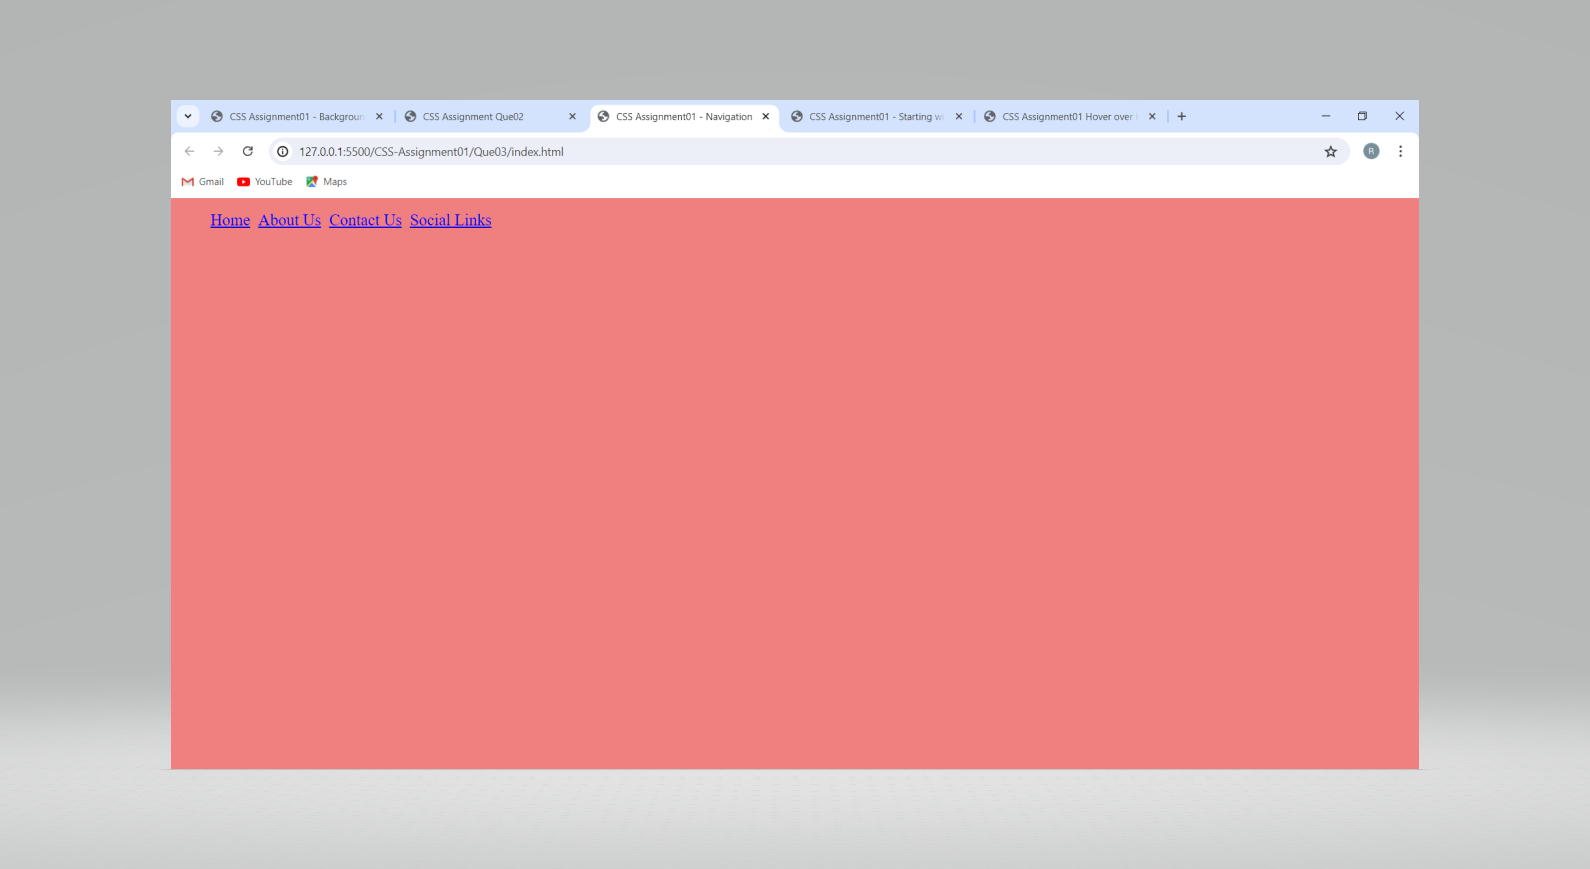 CSS Assignment01 - Backgroun CSS Assignment Que02 CSS Assignment01 - Navigation CSS Assignment01 - Starting wi CSS Assignment01 Hover over
127.0.0.1:5500/CSS-Assignment01/Que03/index.html R
Gmail YouTube Maps
Home About Us Contact Us Social Links